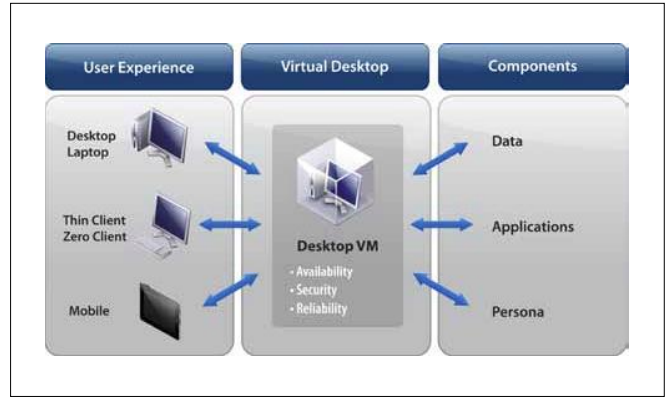 User Experience
Virtual Desktop
Components
Desktop
Laptop
Thin Client
Zero Client
Mobile
Desktop VM
• Availability
• Security
• Reliability
Data
Applications
Persona